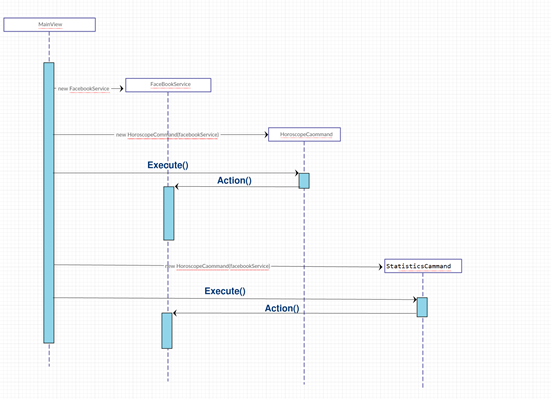 MainView
FaceBookService
new FacebookService
new HoroscopeCommand(facebookService)
HoroscopeCaommand
Execute()
Action()
new HoroscopeCaommand(facebookService)
StatisticsCammand
Execute()
Action()